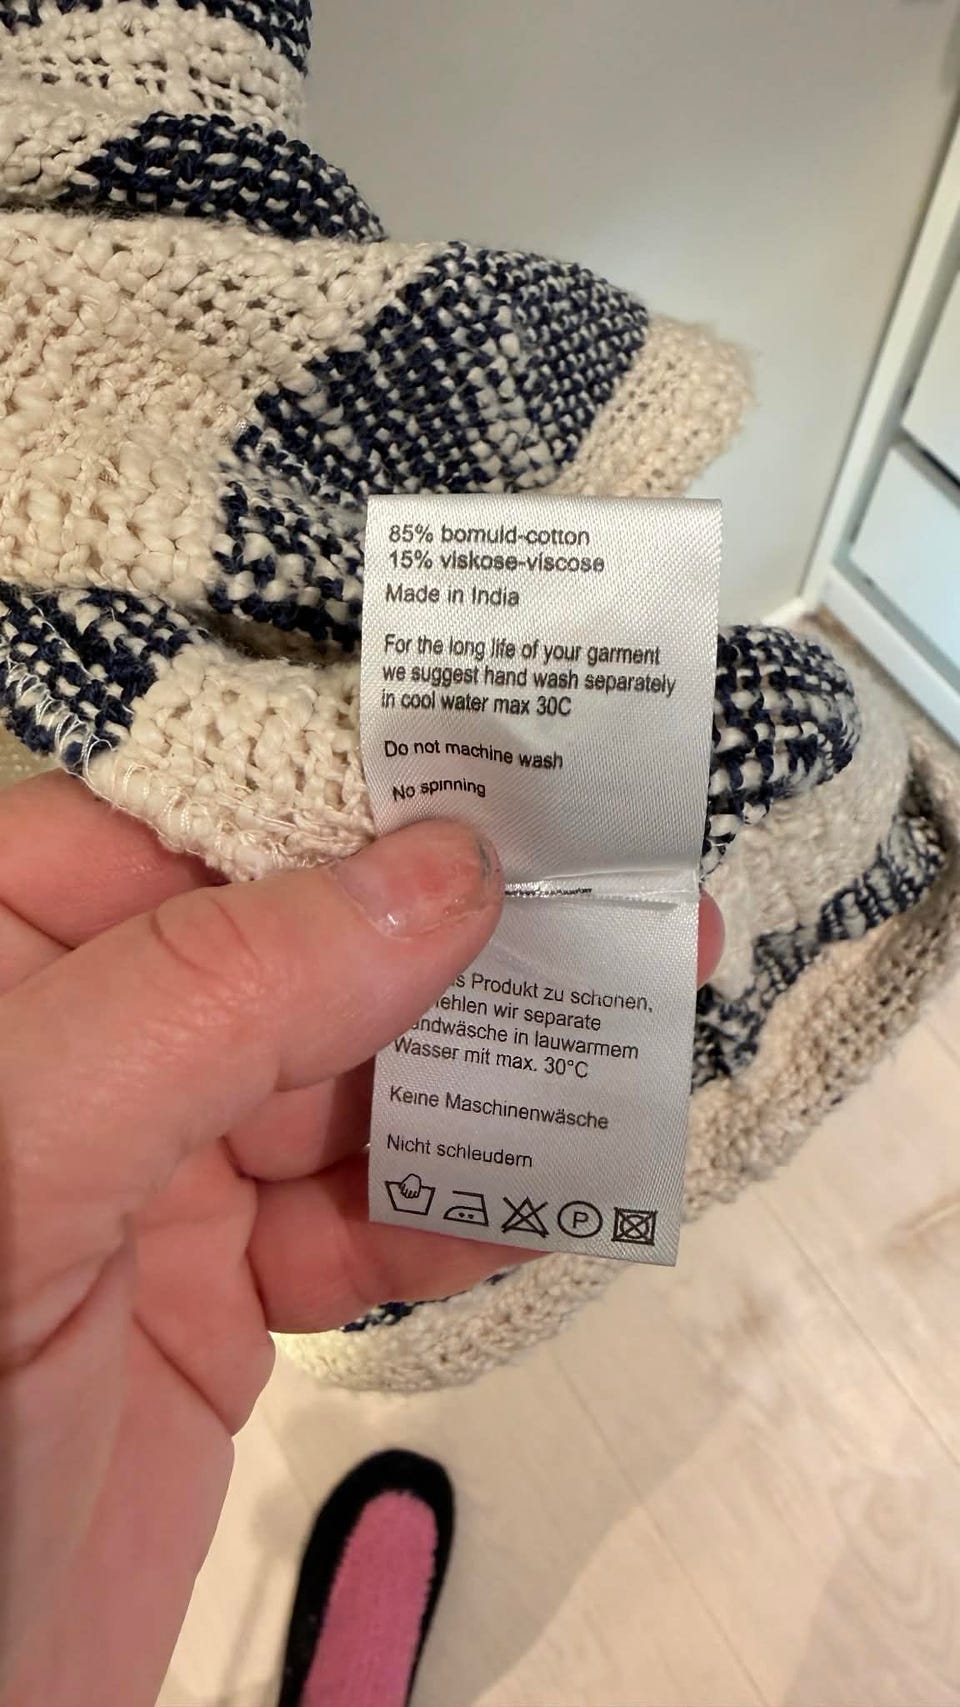 85% bomuld-cotton
15% viskose-viscose
Made in India
For the long life of your garment
we suggest hand wash separately
in cool water max 30C
Do not machine wash
No spinning
Produkt zu schonen,
wir separate
in lauwarmem
Wasser mit max. 30°C
Keine Maschinenwäsche
Nicht schleudern
P